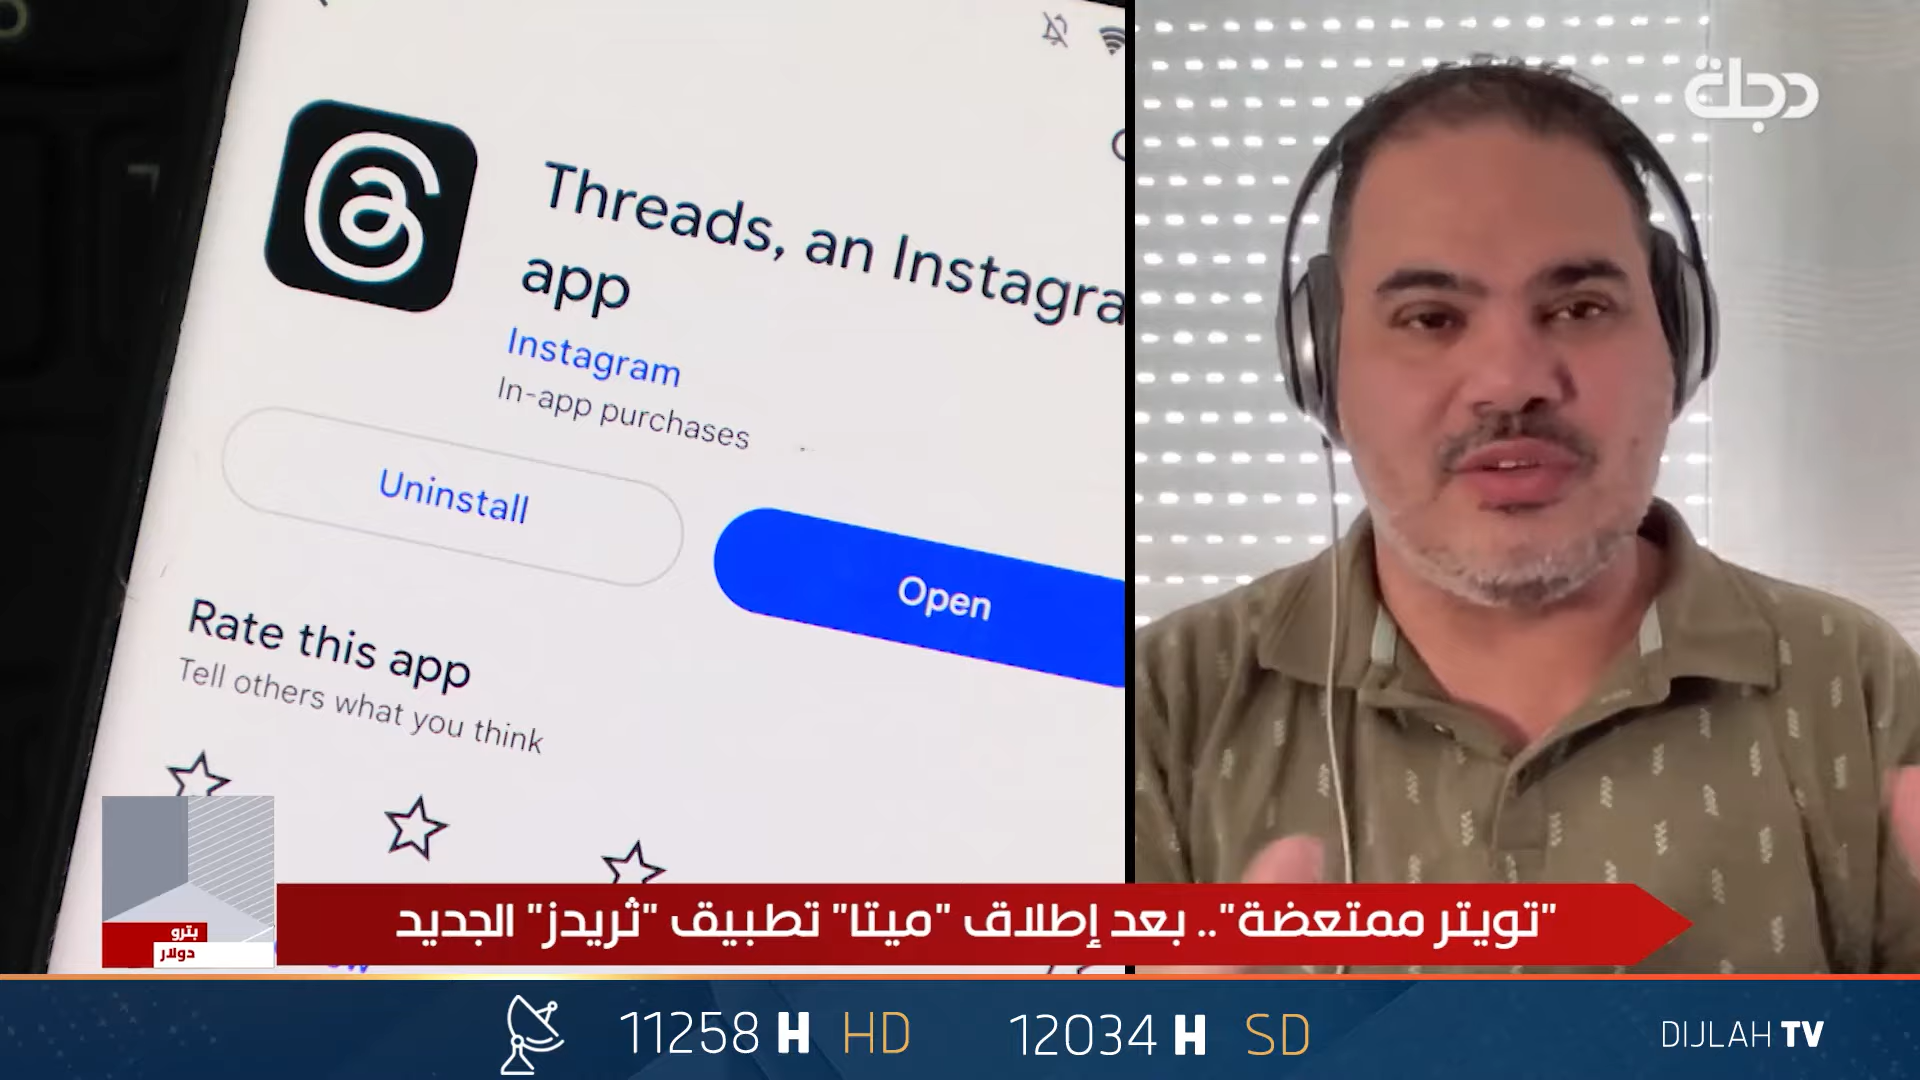 Threads, an Instagra
app
Instagram
In-app purchases
Uninstall
Open
Rate this app
Tell others what you think
دجلة
"تويتر ممتعضة".. بعد إطلاق "ميتا" تطبيق "ثريدز" الجديد
بترو
دولار
11258 H HD 12034 H SD
DIJLAH TV